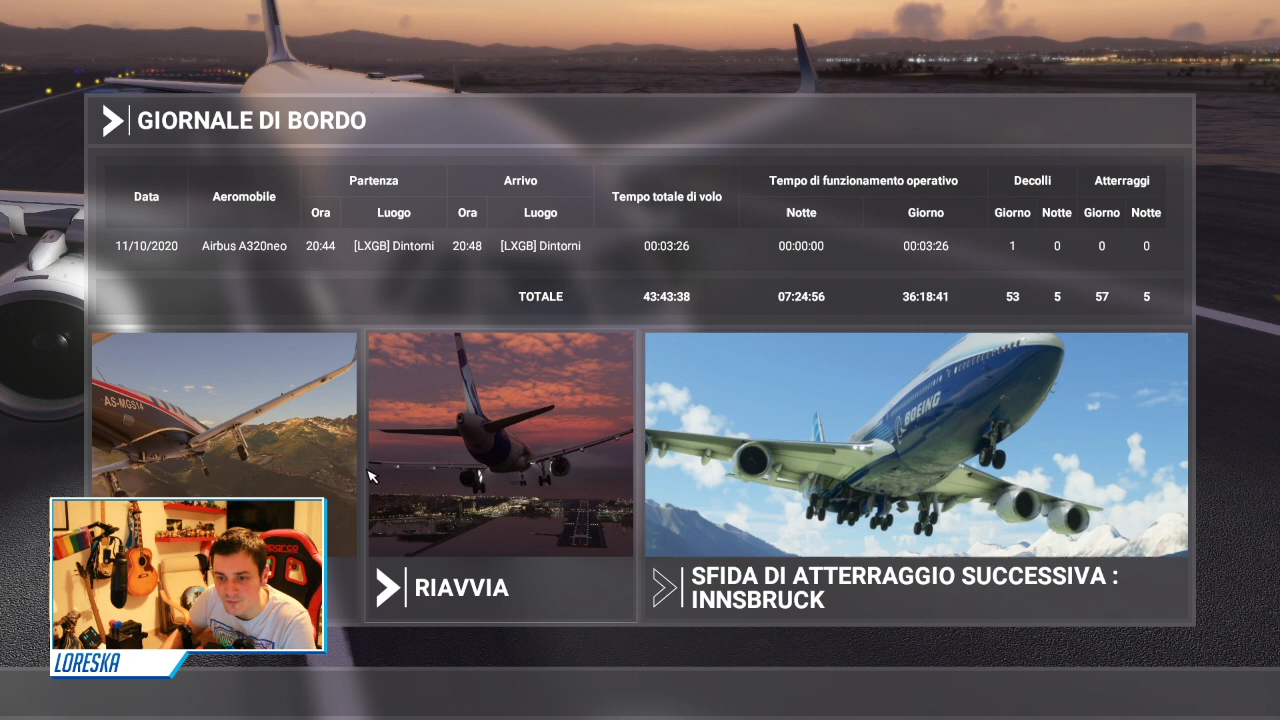 GIORNALE DI BORDO
Partenza Arrivo Tempo di funzionamento operativo Decolli Atterraggi
Data Aeromobile Tempo totale di volo
Ora Luogo Ora Luogo Notte Giorno Giorno Notte Giorno Notte
11/10/2020 Airbus A320neo 20:44 [LXGB] Dintorni 20:48 [LXGB] Dintorni 00:03:26 00:00:00 00:03:26 1 0 0 0
TOTALE 43:43:38 07:24:56 36:18:41 53 5 57 5
AS-MGS14
BOEING
sparco
RIAVVIA
SFIDA DI ATTERRAGGIO SUCCESSIVA :
INNSBRUCK
LORESKA